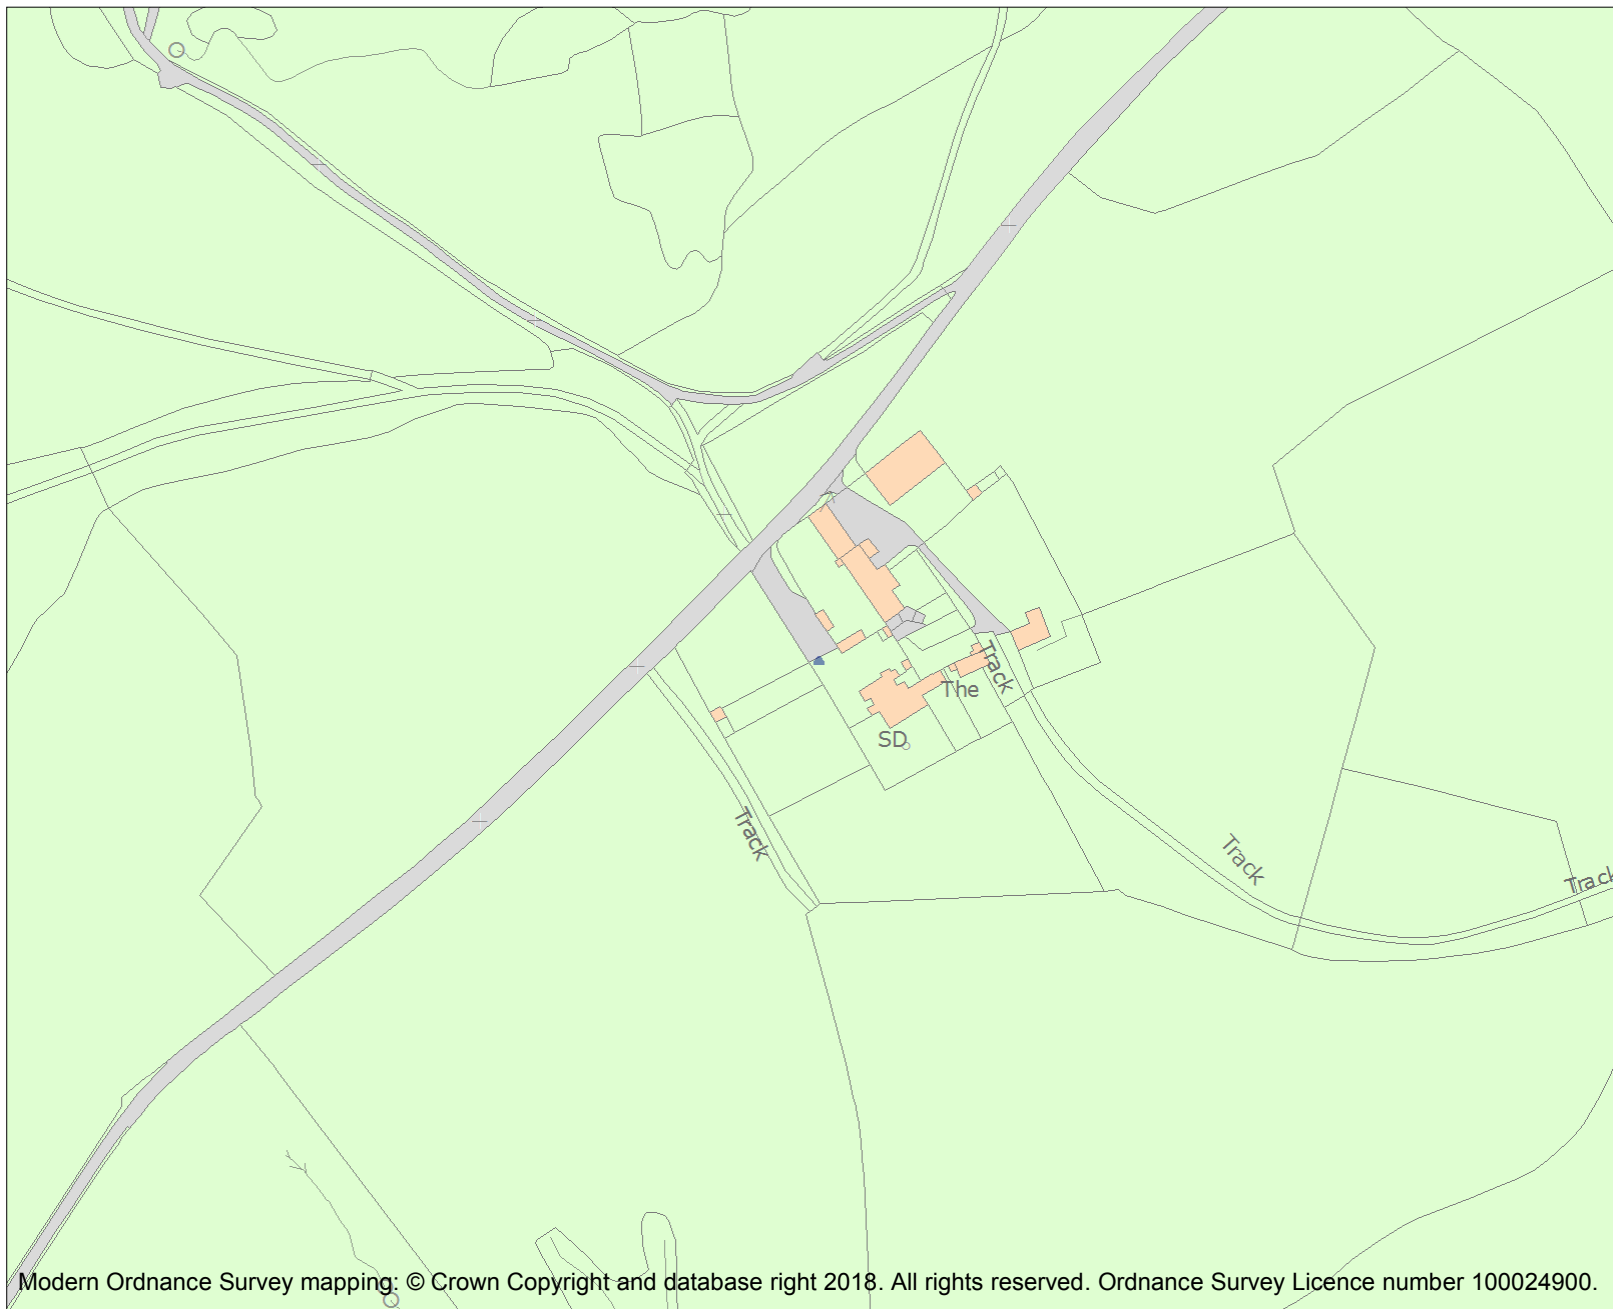 The
Track
SD
Track
Track
Track
Modern Ordnance Survey mapping: © Crown Copyright and database right 2018. All rights reserved. Ordnance Survey Licence number 100024900.